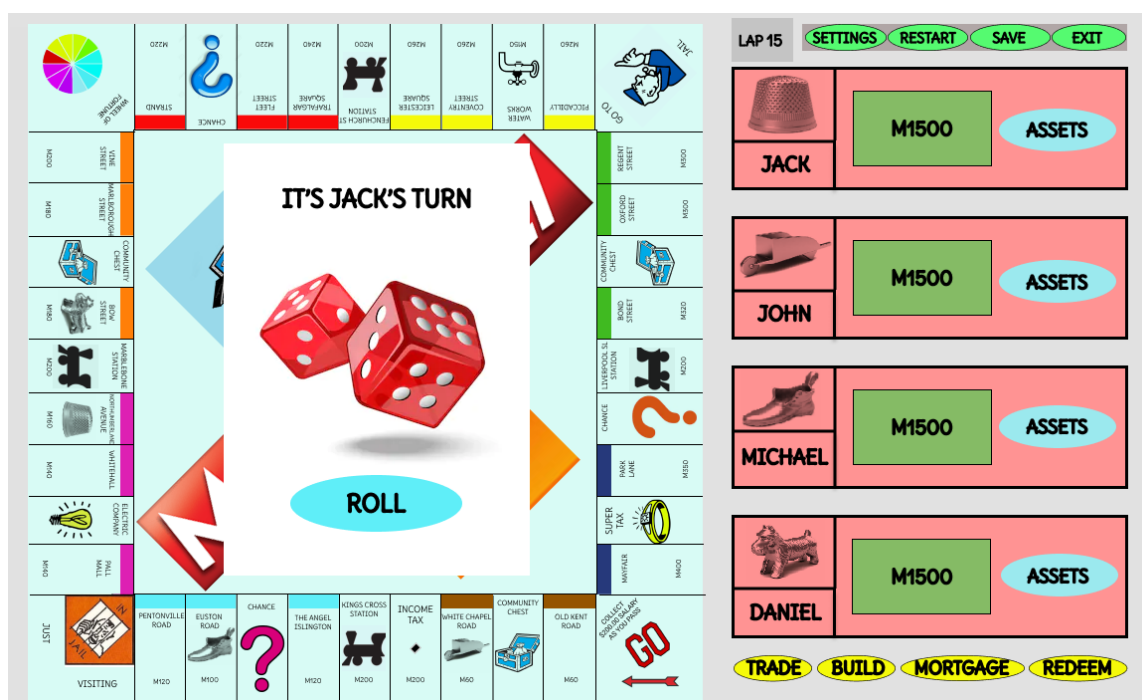 M220
M220
M240
M200
M260
M260
M150
M260
JAIL
GO TO
WHEEL OF
FORTUNE
STRAND
CHANCE
FLEET
STREET
TRAFALGAR
SQUARE
FENCHURCH ST
STATION
LEICESTER
SQUARE
COVENTRY
STREET
WATER
WORKS
PICCADILLY
LAP 15
SETTINGS
RESTART
SAVE
EXIT
M200
VINE
STREET
M180
MARLBOROUGH
STREET
COMMUNITY
CHEST
M180
BOW
STREET
M200
MARBLEBONE
STATION
M160
NORTHUMBERLAND
AVENUE
M140
WHITEHALL
ELECTRIC
COMPANY
M140
PALL
MALL
IT'S JACK'S TURN
ROLL
REGENT
STREET
M300
OXFORD
STREET
M300
COMMUNITY
CHEST
BOND
STREET
M320
LIVERPOOL SL
STATION
M200
CHANCE
PARK
LANE
M350
SUPER
TAX
MAYFAIR
M400
JUST
IN
JAIL
VISITING
PENTONVILLE
ROAD
M120
EUSTON
ROAD
M100
CHANCE
THE ANGEL
ISLINGTON
M120
KINGS CROSS
STATION
M200
INCOME
TAX
M200
WHITE CHAPEL
ROAD
M60
COMMUNITY
CHEST
OLD KENT
ROAD
M60
COLLECT
$200.00 SALARY
AS YOU PASS
GO
JACK
M1500
ASSETS
JOHN
M1500
ASSETS
MICHAEL
M1500
ASSETS
DANIEL
M1500
ASSETS
TRADE
BUILD
MORTGAGE
REDEEM